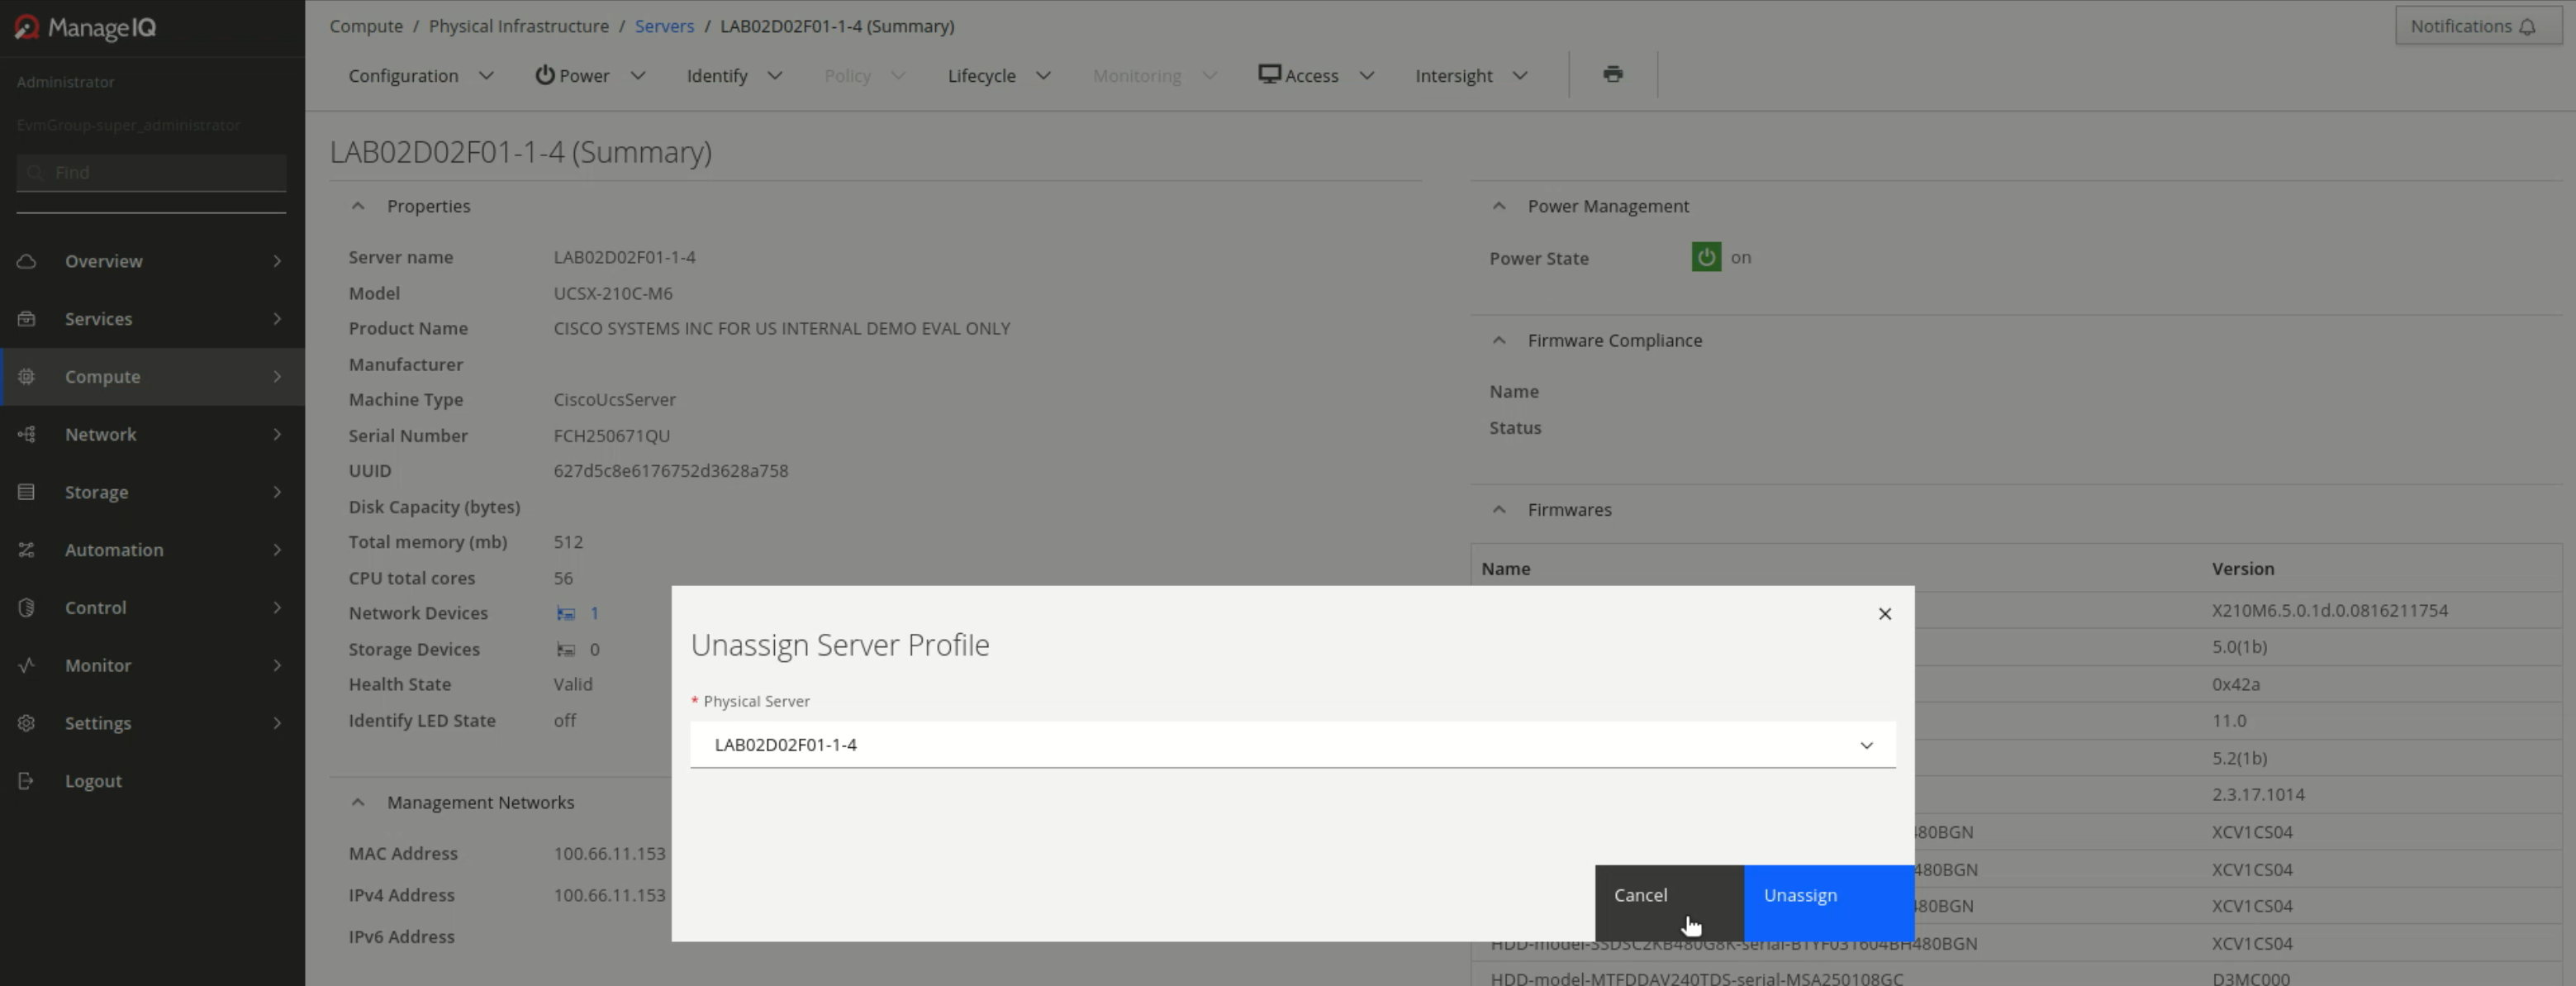 ManageIQ
Administrator
EvmGroup-super_administrator
Find
Overview
Services
Compute
Network
Storage
Automation
Control
Monitor
Settings
Logout
Compute / Physical Infrastructure / Servers / LAB02D02F01-1-4 (Summary)
Notifications
Configuration Power Identify Policy Lifecycle Monitoring Access Intersight
LAB02D02F01-1-4 (Summary)
Properties
Server name LAB02D02F01-1-4
Model UCSX-210C-M6
Product Name CISCO SYSTEMS INC FOR US INTERNAL DEMO EVAL ONLY
Manufacturer
Machine Type CiscoUcsServer
Serial Number FCH250671QU
UUID 627d5c8e6176752d3628a758
Disk Capacity (bytes)
Total memory (mb) 512
CPU total cores 56
Network Devices 1
Storage Devices 0
Health State Valid
Identify LED State off
Management Networks
MAC Address 100.66.11.153
IPv4 Address 100.66.11.153
IPv6 Address
Power Management
Power State on
Firmware Compliance
Name
Status
Firmwares
Name Version
X210M6.5.0.1d.0.0816211754
5.0(1b)
0x42a
11.0
5.2(1b)
2.3.17.1014
480BGN XCV1CS04
480BGN XCV1CS04
480BGN XCV1CS04
HDD-model-SSDSC2KB480G8K-serial-BTYF031604BH480BGN XCV1CS04
HDD-model-MTFDDAV240TDS-serial-MSA250108GC D3MC000
Unassign Server Profile
* Physical Server
LAB02D02F01-1-4
Cancel
Unassign